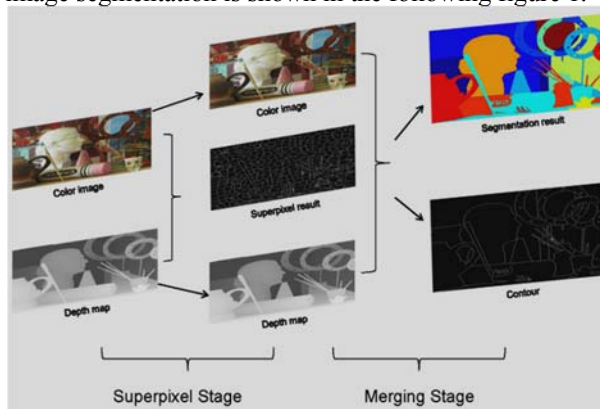 image segmentation is shown in the following figure 1.
Color image
Color image
Segmentation result
Superpixel result
Depth map
Depth map
Contour
Superpixel Stage
Merging Stage